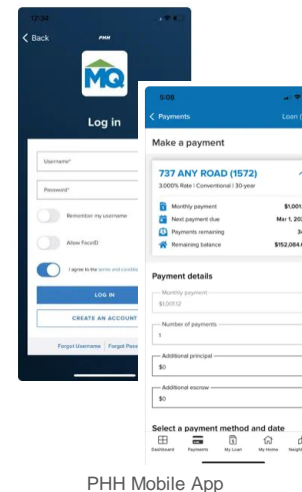 12:34
Back
PHH
MQ
Log in
Username*
Password*
Remember my username
Allow FaceID
I agree to the terms and
LOG IN
CREATE AN ACCOUNT
Forgot Username | Forgot
5:08
Payments
Loan
Make a payment
737 ANY ROAD (1572)
3.000% Rate | Conventional | 30-year
Monthly payment $1,001.
Next payment due Mar 1, 202
Payments remaining 34
Remaining balance $152,084.
Payment details
Monthly payment
$1,001.12
Number of payments
1
Additional principal
$0
Additional escrow
$0
Select a payment method and date
Dashboard Payments My Loan My Home
PHH Mobile App